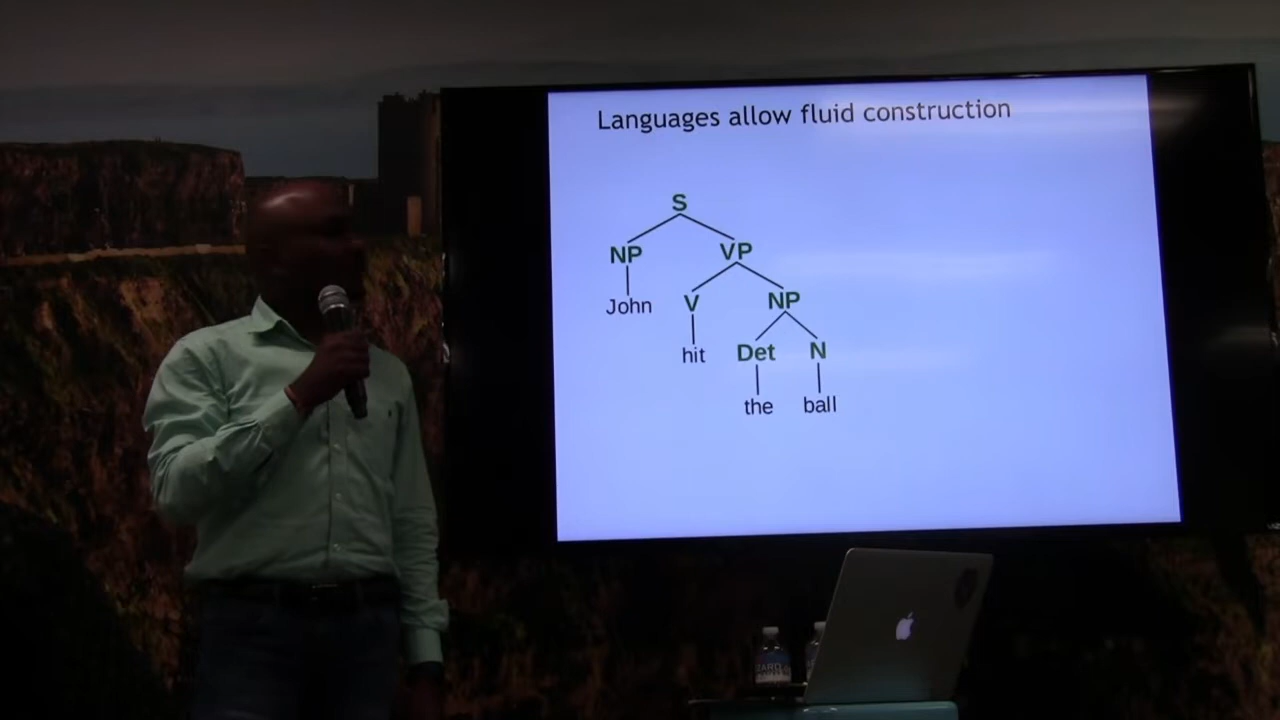 Languages allow fluid construction
S
NP VP
John V NP
hit Det N
the ball